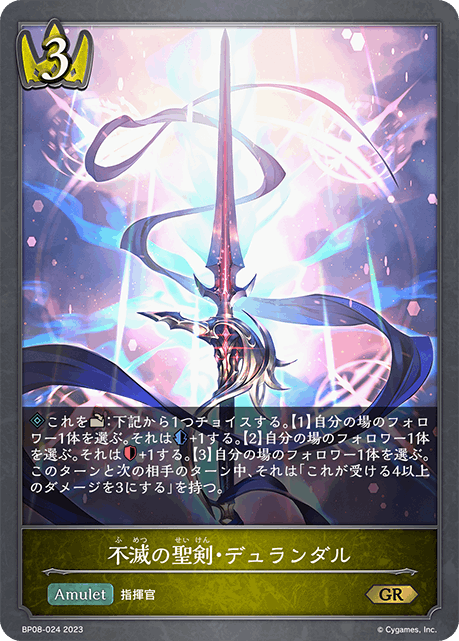 3
これを:下記から1つチョイスする。【1】自分の場のフォロ
ワー1体を選ぶ。それは+1する。【2】自分の場のフォロワー1体
を選ぶ。それは+1する。【3】自分の場のフォロワー1体を選ぶ。
このターンと次の相手のターン中、それは「これが受ける4以上
のダメージを3にする」を持つ。
ふめつ せいけん
不滅の聖剣・デュランダル
Amulet 指揮官 GR
BP08-024 2023 © Cygames, Inc.